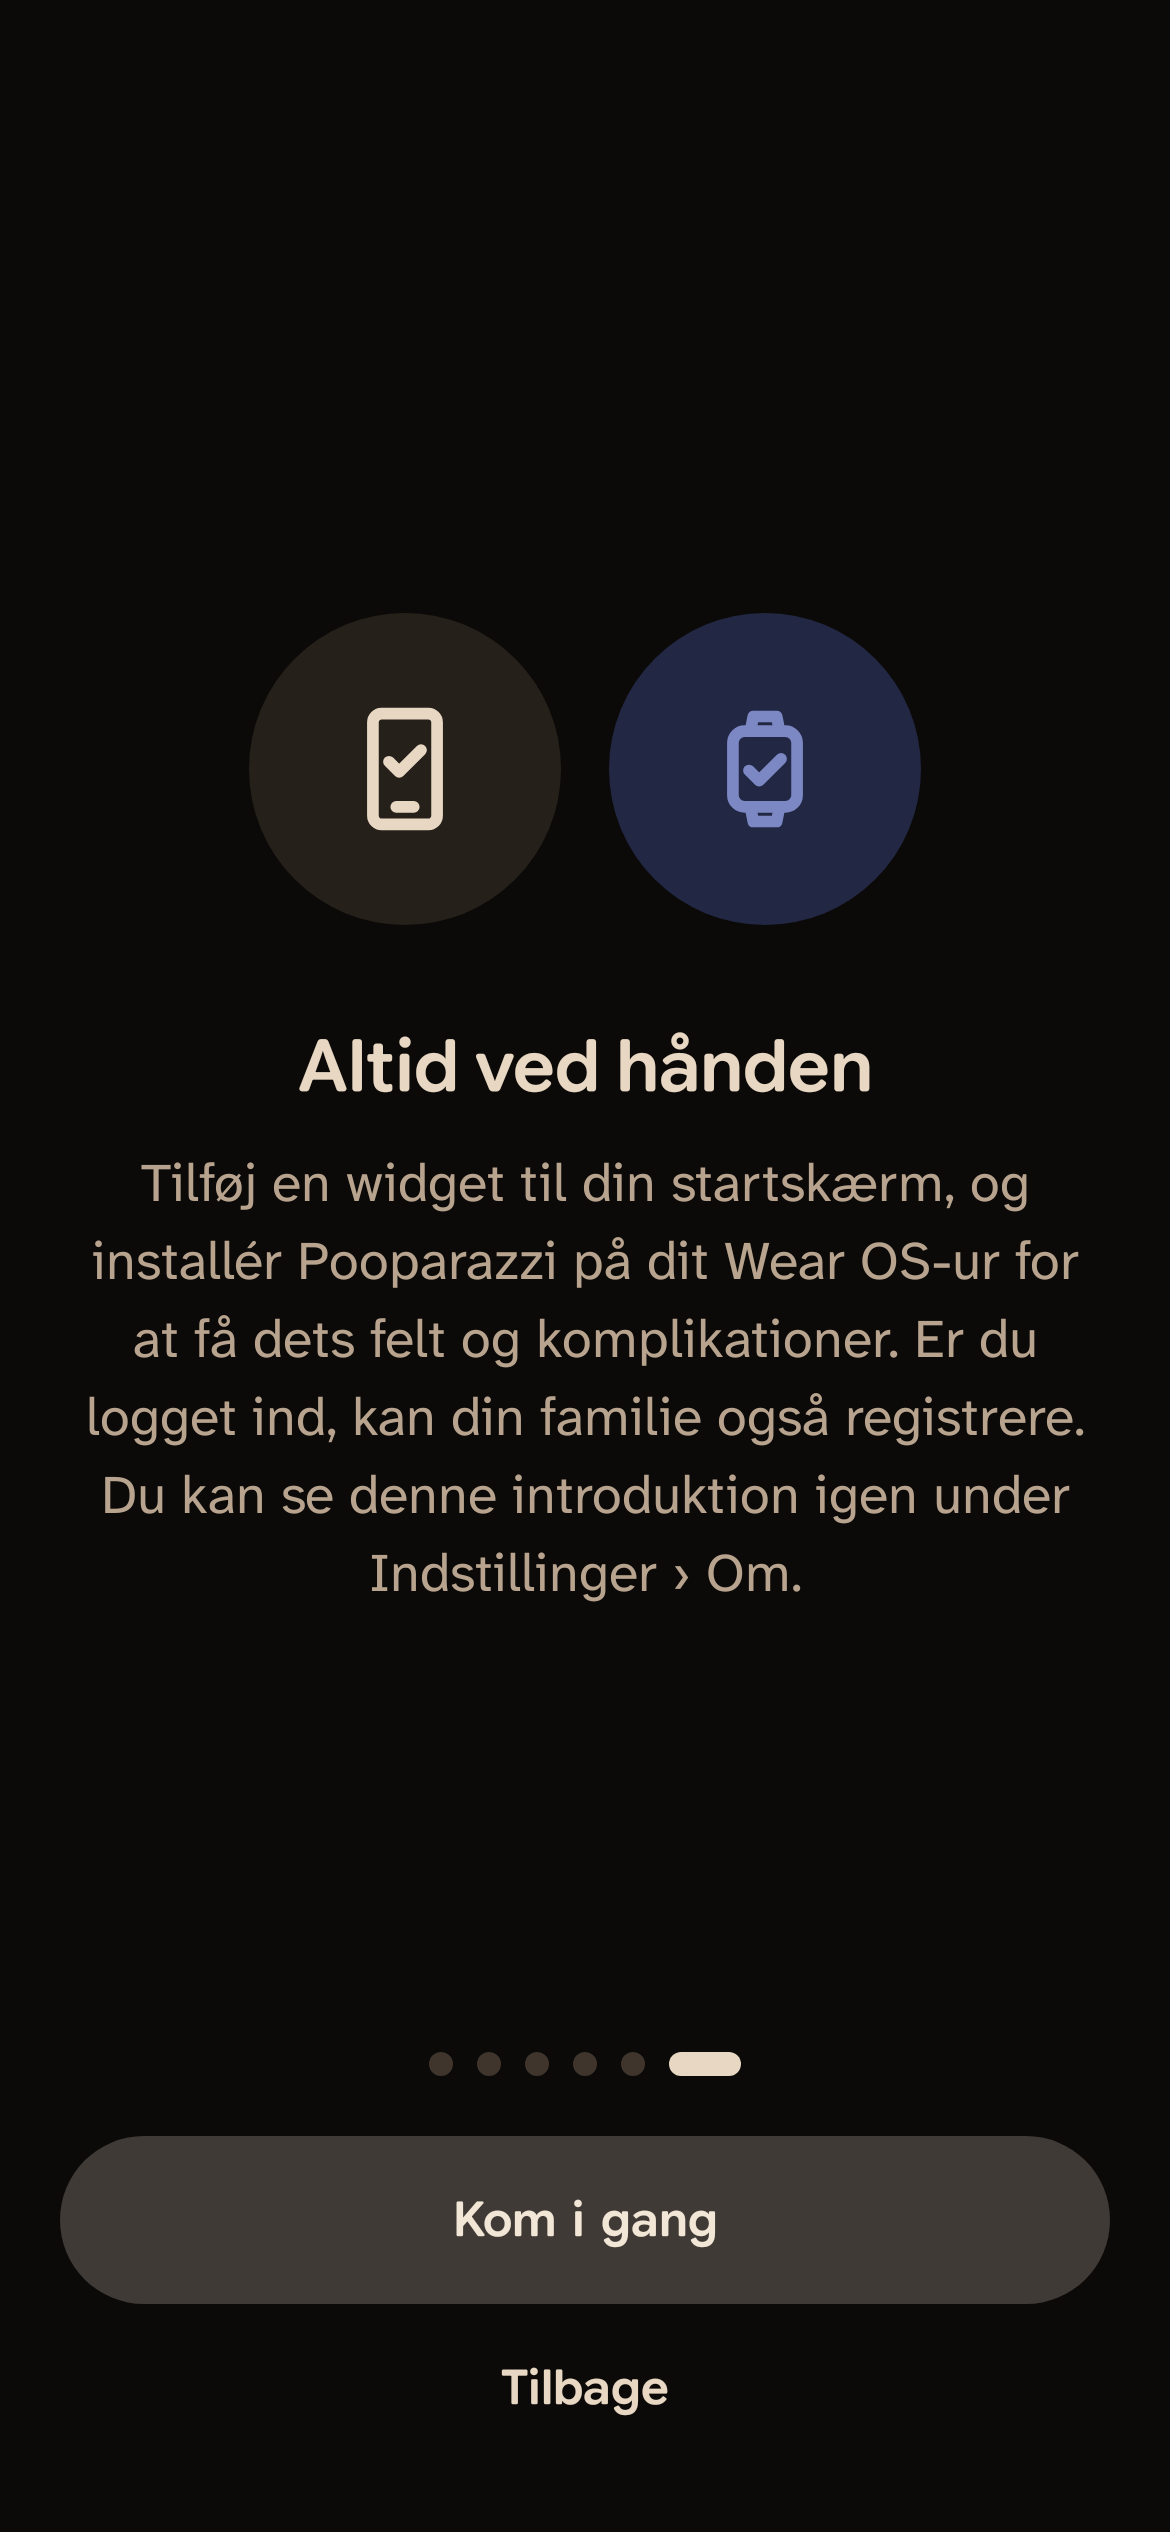 Altid ved hånden
Tilføj en widget til din startskærm, og
installér Pooparazzi på dit Wear OS-ur for
at få dets felt og komplikationer. Er du
logget ind, kan din familie også registrere.
Du kan se denne introduktion igen under
Indstillinger › Om.
Kom i gang
Tilbage